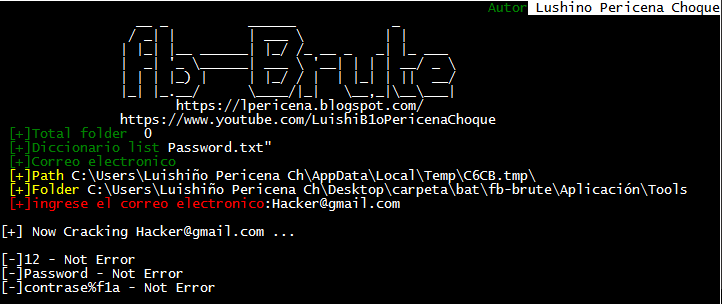 Autor Lushino Pericena Choque
fb-Brute
https://lpericena.blogspot.com/
https://www.youtube.com/LuishiB1oPericenaChoque
[+]Total folder  0
[+]Diccionario list Password.txt"
[+]Correo electronico
[+]Path C:\Users\Luishiño Pericena Ch\AppData\Local\Temp\C6CB.tmp\
[+]Folder C:\Users\Luishiño Pericena Ch\Desktop\carpeta\bat\fb-brute\Aplicación\Tools
[+]ingrese el correo electronico:Hacker@gmail.com
[+] Now Cracking Hacker@gmail.com ...
[-]12 - Not Error
[-]Password - Not Error
[-]contrase%f1a - Not Error